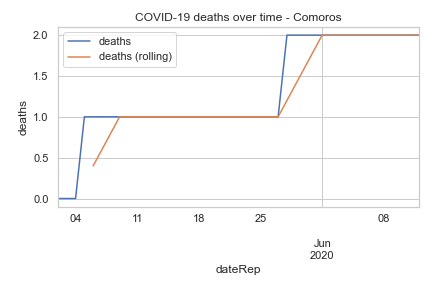 COVID-19 deaths over time - Comoros
deaths
deaths (rolling)
2.0
1.5
1.0
0.5
0.0
deaths
04
11
18
25
08
Jun
2020
dateRep